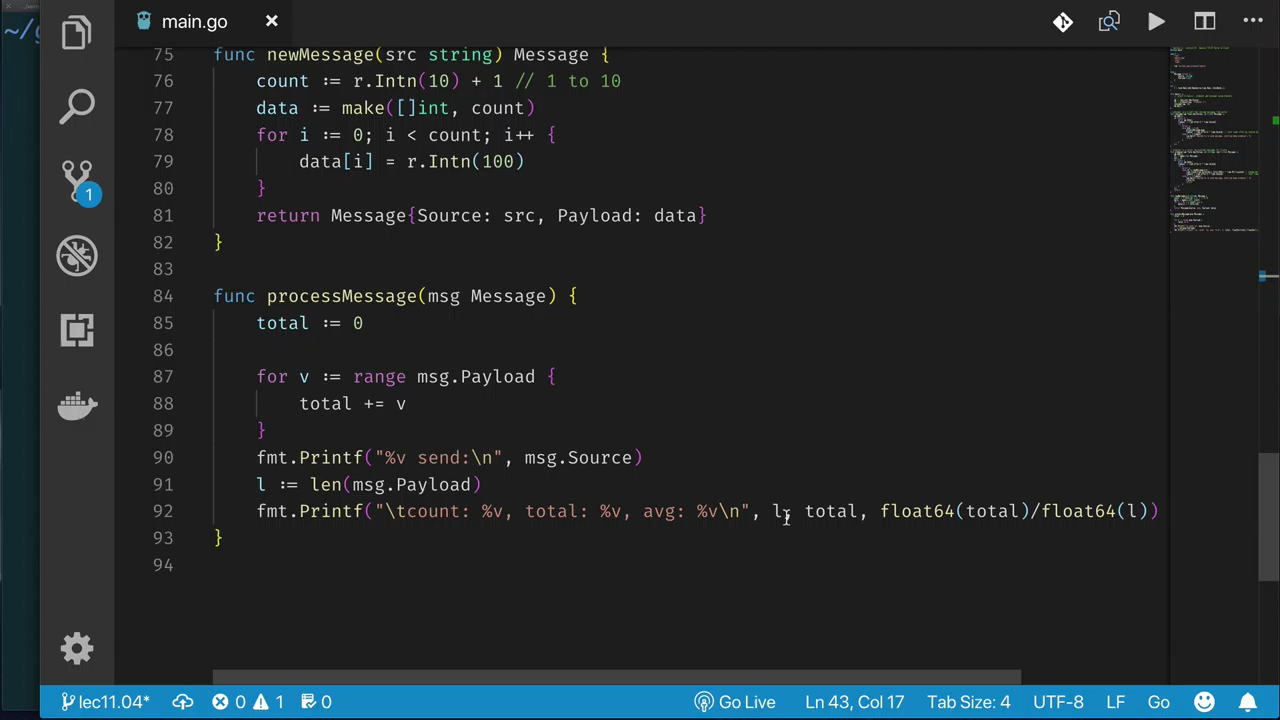 ~/g
main.go
75 func newMessage(src string) Message {
76 count := r.Intn(10) + 1 // 1 to 10
77 data := make([]int, count)
78 for i := 0; i < count; i++ {
79 data[i] = r.Intn(100)
80 }
81 return Message{Source: src, Payload: data}
82 }
83
84 func processMessage(msg Message) {
85 total := 0
86
87 for v := range msg.Payload {
88 total += v
89 }
90 fmt.Printf("%v send:\n", msg.Source)
91 l := len(msg.Payload)
92 fmt.Printf("\tcount: %v, total: %v, avg: %v\n", l, total, float64(total)/float64(l))
93 }
94
1
lec11.04* 0 1 0 Go Live Ln 43, Col 17 Tab Size: 4 UTF-8 LF Go